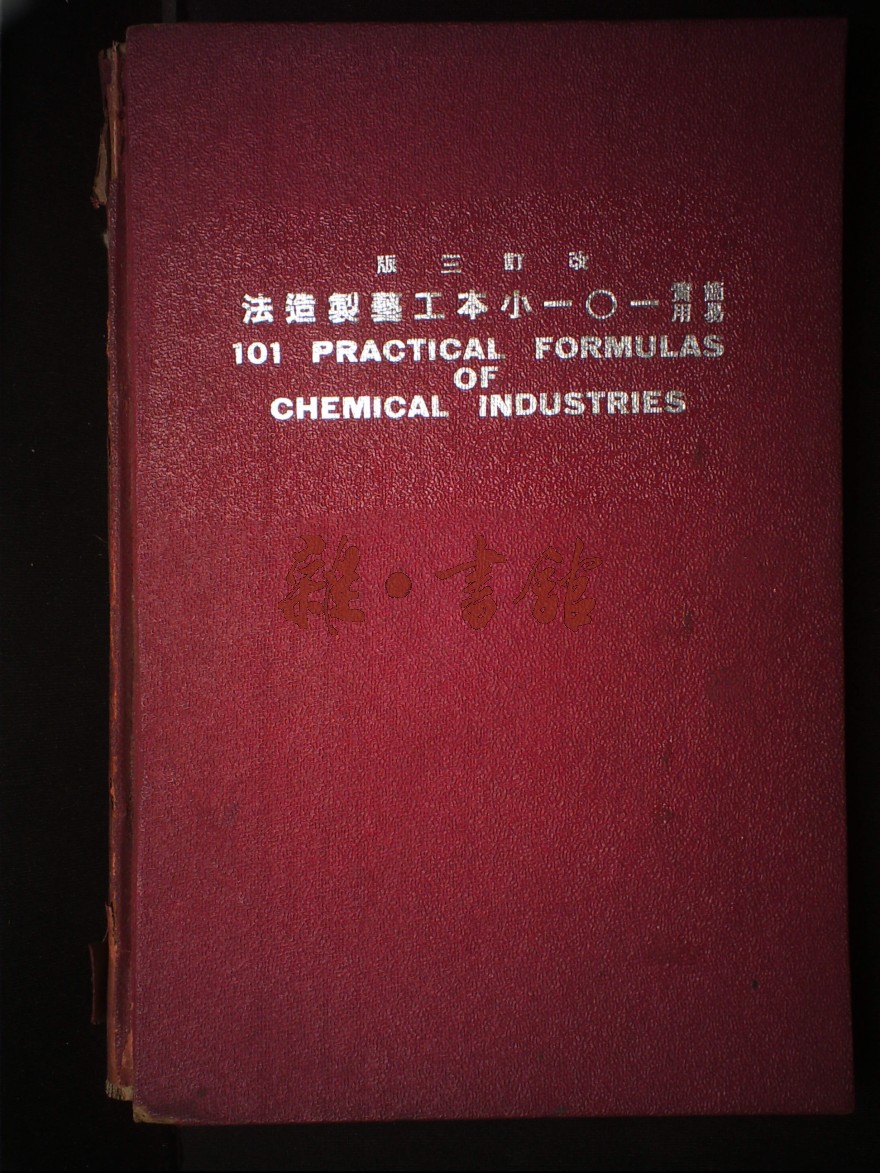 改訂三版
簡易實用一〇一小本工藝製造法
101 PRACTICAL FORMULAS
OF
CHEMICAL INDUSTRIES
雜·書館